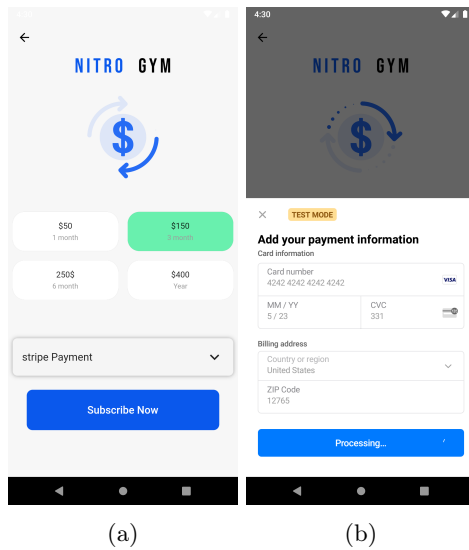 4:30
NITRO GYM
$
$50
1 month
$150
3 month
250$
6 month
$400
Year
stripe Payment
Subscribe Now
(a)
4:30
NITRO GYM
$
TEST MODE
Add your payment information
Card information
Card number
4242 4242 4242 4242
VISA
MM / YY
5 / 23
CVC
331
Billing address
Country or region
United States
ZIP Code
12765
Processing...
(b)